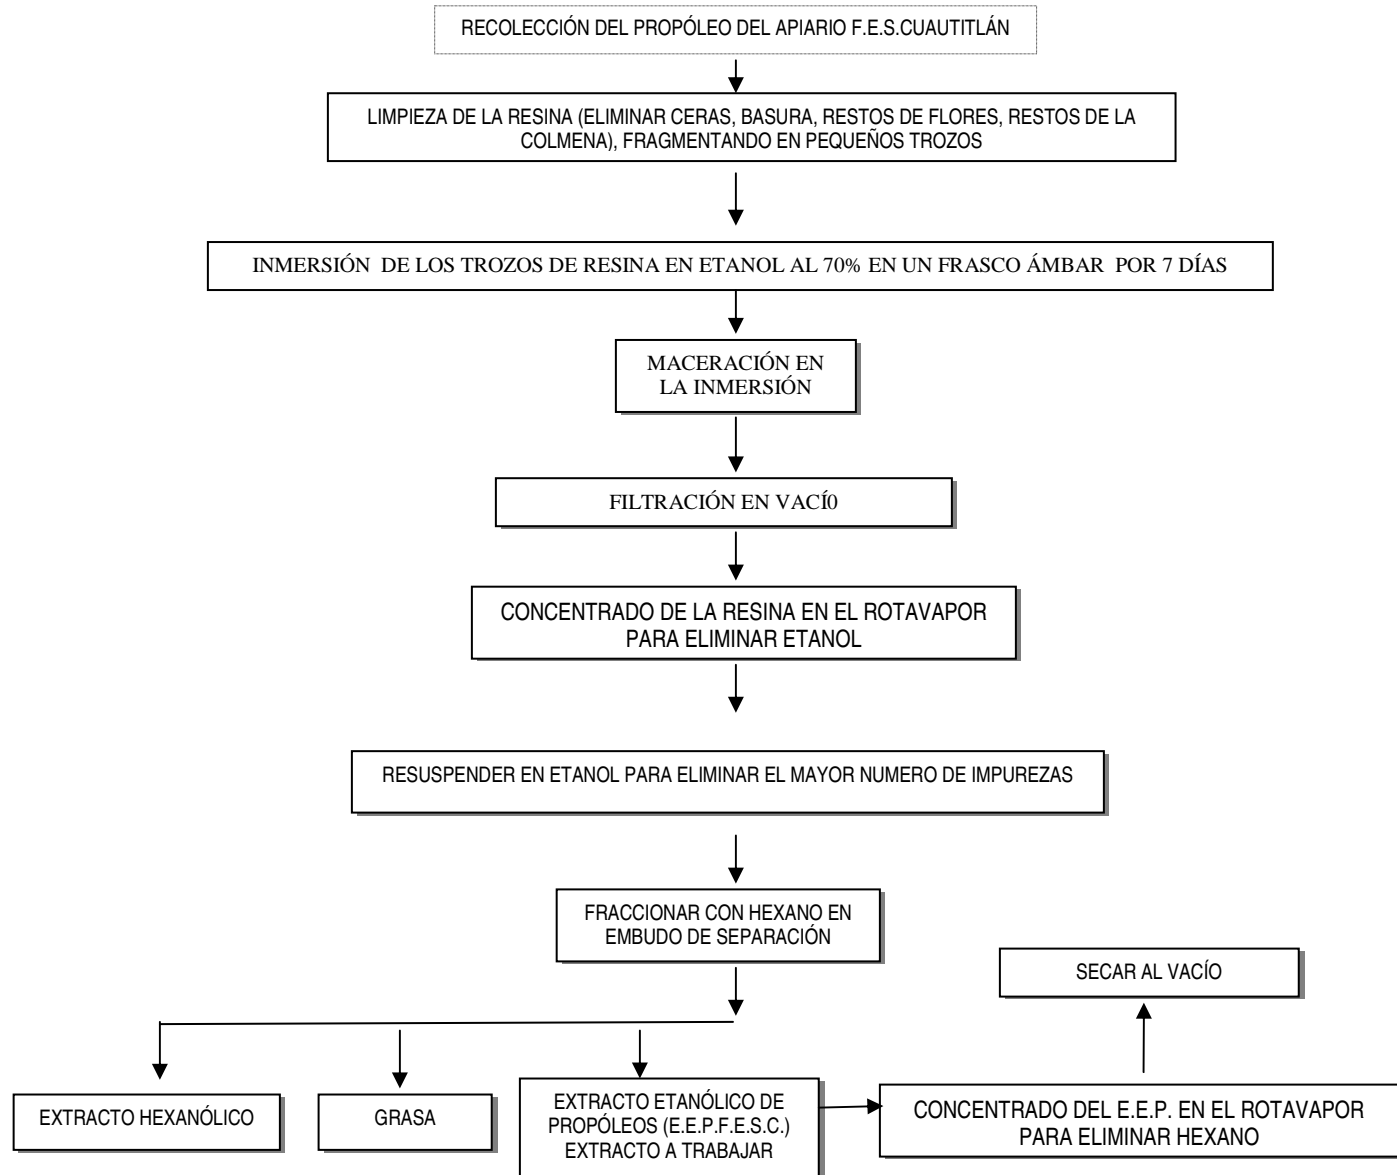 RECOLECCIÓN DEL PROPÓLEO DEL APIARIO F.E.S.CUAUTITLÁN
LIMPIEZA DE LA RESINA (ELIMINAR CERAS, BASURA, RESTOS DE FLORES, RESTOS DE LA
COLMENA), FRAGMENTANDO EN PEQUEÑOS TROZOS
INMERSIÓN DE LOS TROZOS DE RESINA EN ETANOL AL 70% EN UN FRASCO ÁMBAR POR 7 DÍAS
MACERACIÓN EN
LA INMERSIÓN
FILTRACIÓN EN VACÍ0
CONCENTRADO DE LA RESINA EN EL ROTAVAPOR
PARA ELIMINAR ETANOL
RESUSPENDER EN ETANOL PARA ELIMINAR EL MAYOR NUMERO DE IMPUREZAS
FRACCIONAR CON HEXANO EN
EMBUDO DE SEPARACIÓN
SECAR AL VACÍO
EXTRACTO HEXANÓLICO
GRASA
EXTRACTO ETANÓLICO DE
PROPÓLEOS (E.E.P.F.E.S.C.)
EXTRACTO A TRABAJAR
CONCENTRADO DEL E.E.P. EN EL ROTAVAPOR
PARA ELIMINAR HEXANO